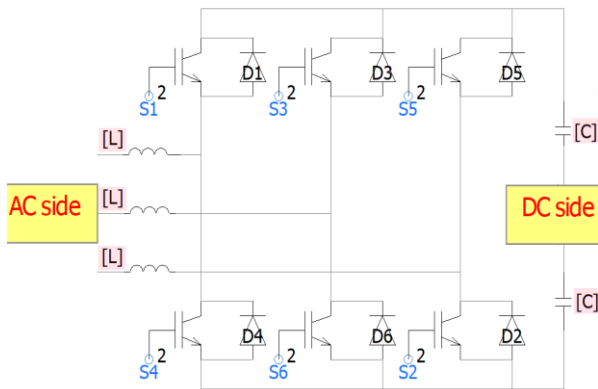 D1
D3
D5
2
2
2
S1
S3
S5
[L]
[C]
AC side
[L]
DC side
[L]
[C]
D4
D6
D2
2
2
2
S4
S6
S2